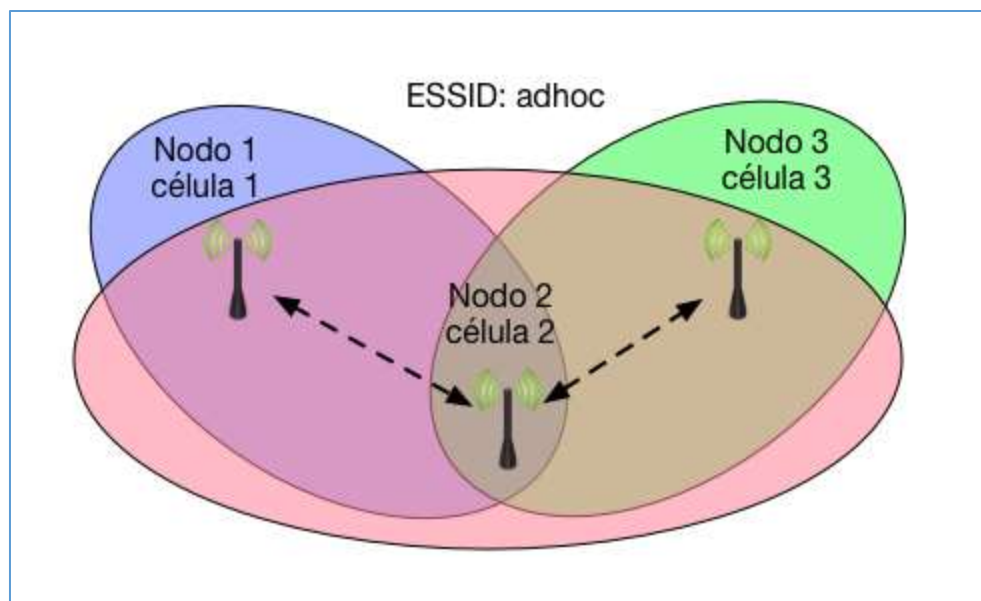 ESSID: adhoc
Nodo 1
célula 1
Nodo 3
célula 3
Nodo 2
célula 2